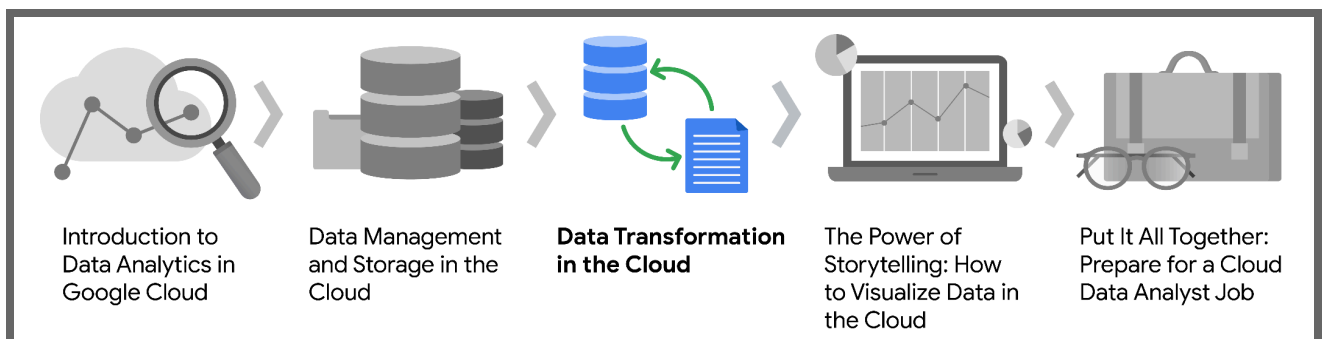 Introduction to
Data Analytics in
Google Cloud
Data Management
and Storage in the
Cloud
Data Transformation
in the Cloud
The Power of
Storytelling: How
to Visualize Data in
the Cloud
Put It All Together:
Prepare for a Cloud
Data Analyst Job